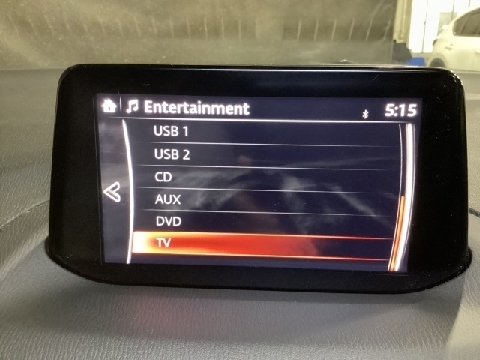 Entertainment 5:15
USB 1
USB 2
CD
AUX
DVD
TV